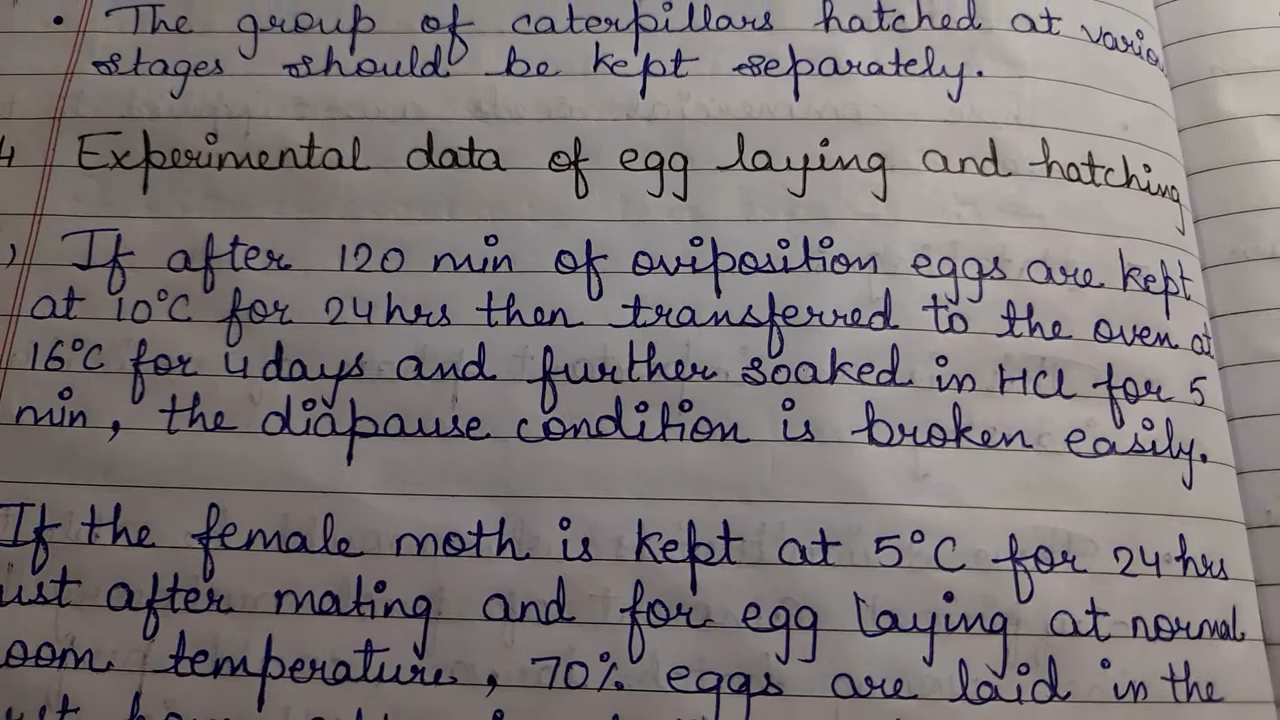 • The group of caterpillars hatched at vario
stages should be kept separately.
4 Experimental data of egg laying and hatching
) If after 120 min of oviposition eggs are kept
at 10°C for 24 hrs then transferred to the oven at
16°C for 4 days and further soaked in HCl for 5
min, the diapause condition is broken easily.
If the female moth is kept at 5°C for 24 hrs
ust after mating and for egg laying at normal
oom temperature, 70% eggs are laid in the